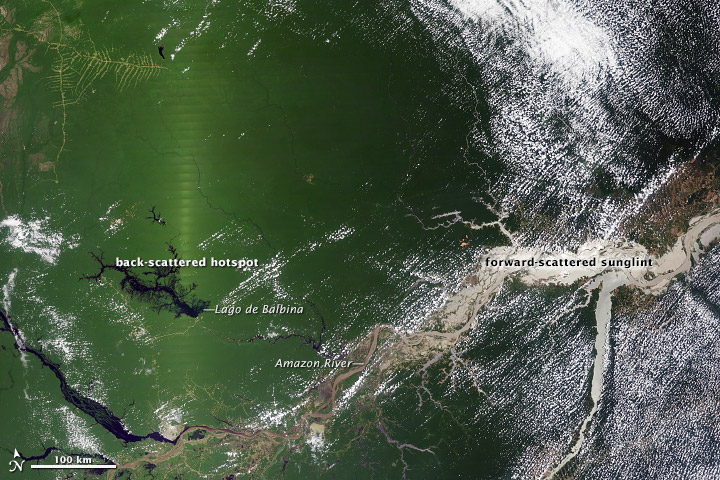 back-scattered hotspot
forward-scattered sunglint
Lago de Balbina
Amazon River
N
100 km